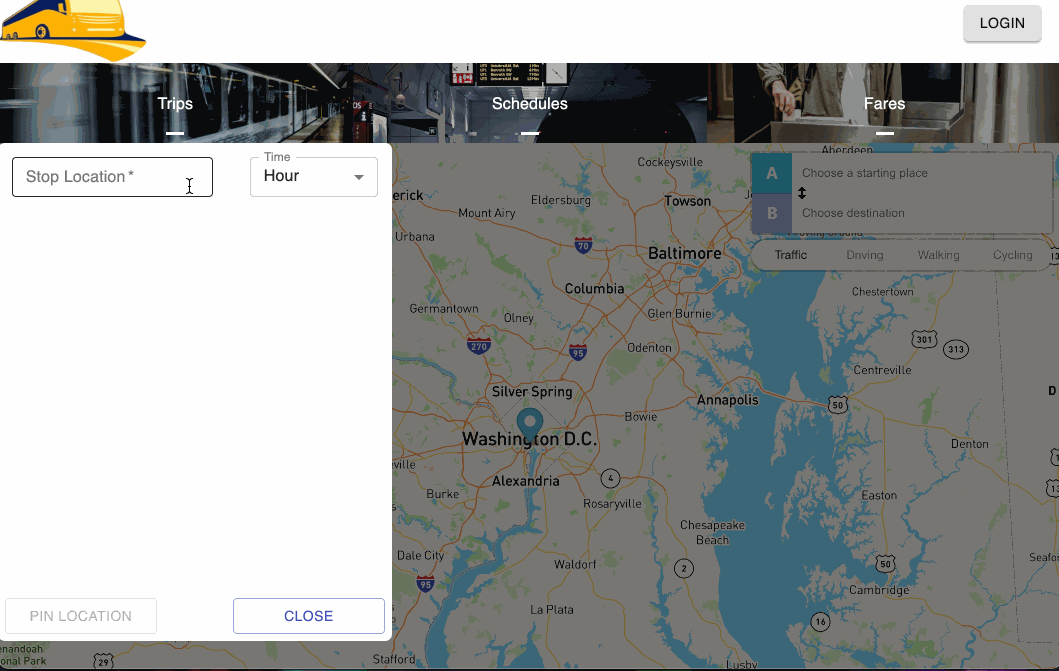 LOGIN
Trips
Schedules
Fares
Stop Location*
Time
Hour
PIN LOCATION
CLOSE
A
Choose a starting place
B
Choose destination
Traffic
Driving
Walking
Cycling
Aberdeen
Cockeysville
Eldersburg
Towson
erick
Mount Airy
Urbana
70
Baltimore
Columbia
Chestertown
Germantown
Olney
Glen Burnie
270
95
Odenton
301
313
Centreville
Silver Spring
Annapolis
50
Bowie
Washington D.C.
Denton
ville
Alexandria
4
Burke
Rosaryville
Easton
Chesapeake
Beach
Dale City
Waldorf
2
50
Seafo
95
Cambridge
La Plata
16
enandoah
onal Park
29
Stafford
Lusby
D